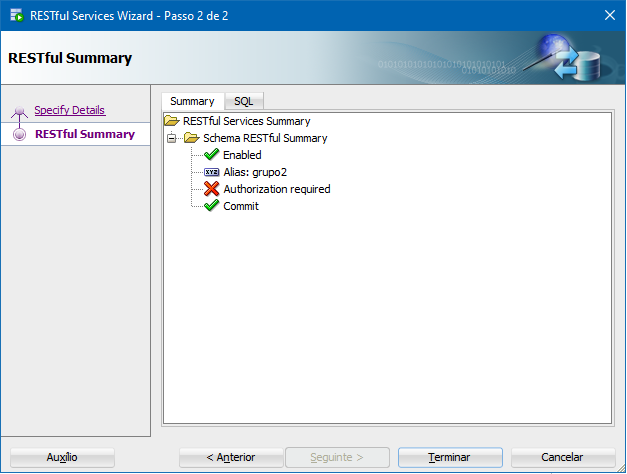 RESTful Services Wizard - Passo 2 de 2
RESTful Summary
Specify Details
RESTful Summary
Summary
SQL
RESTful Services Summary
Schema RESTful Summary
Enabled
XYZ
Alias: grupo2
Authorization required
Commit
Auxílio
< Anterior
Seguinte >
Terminar
Cancelar